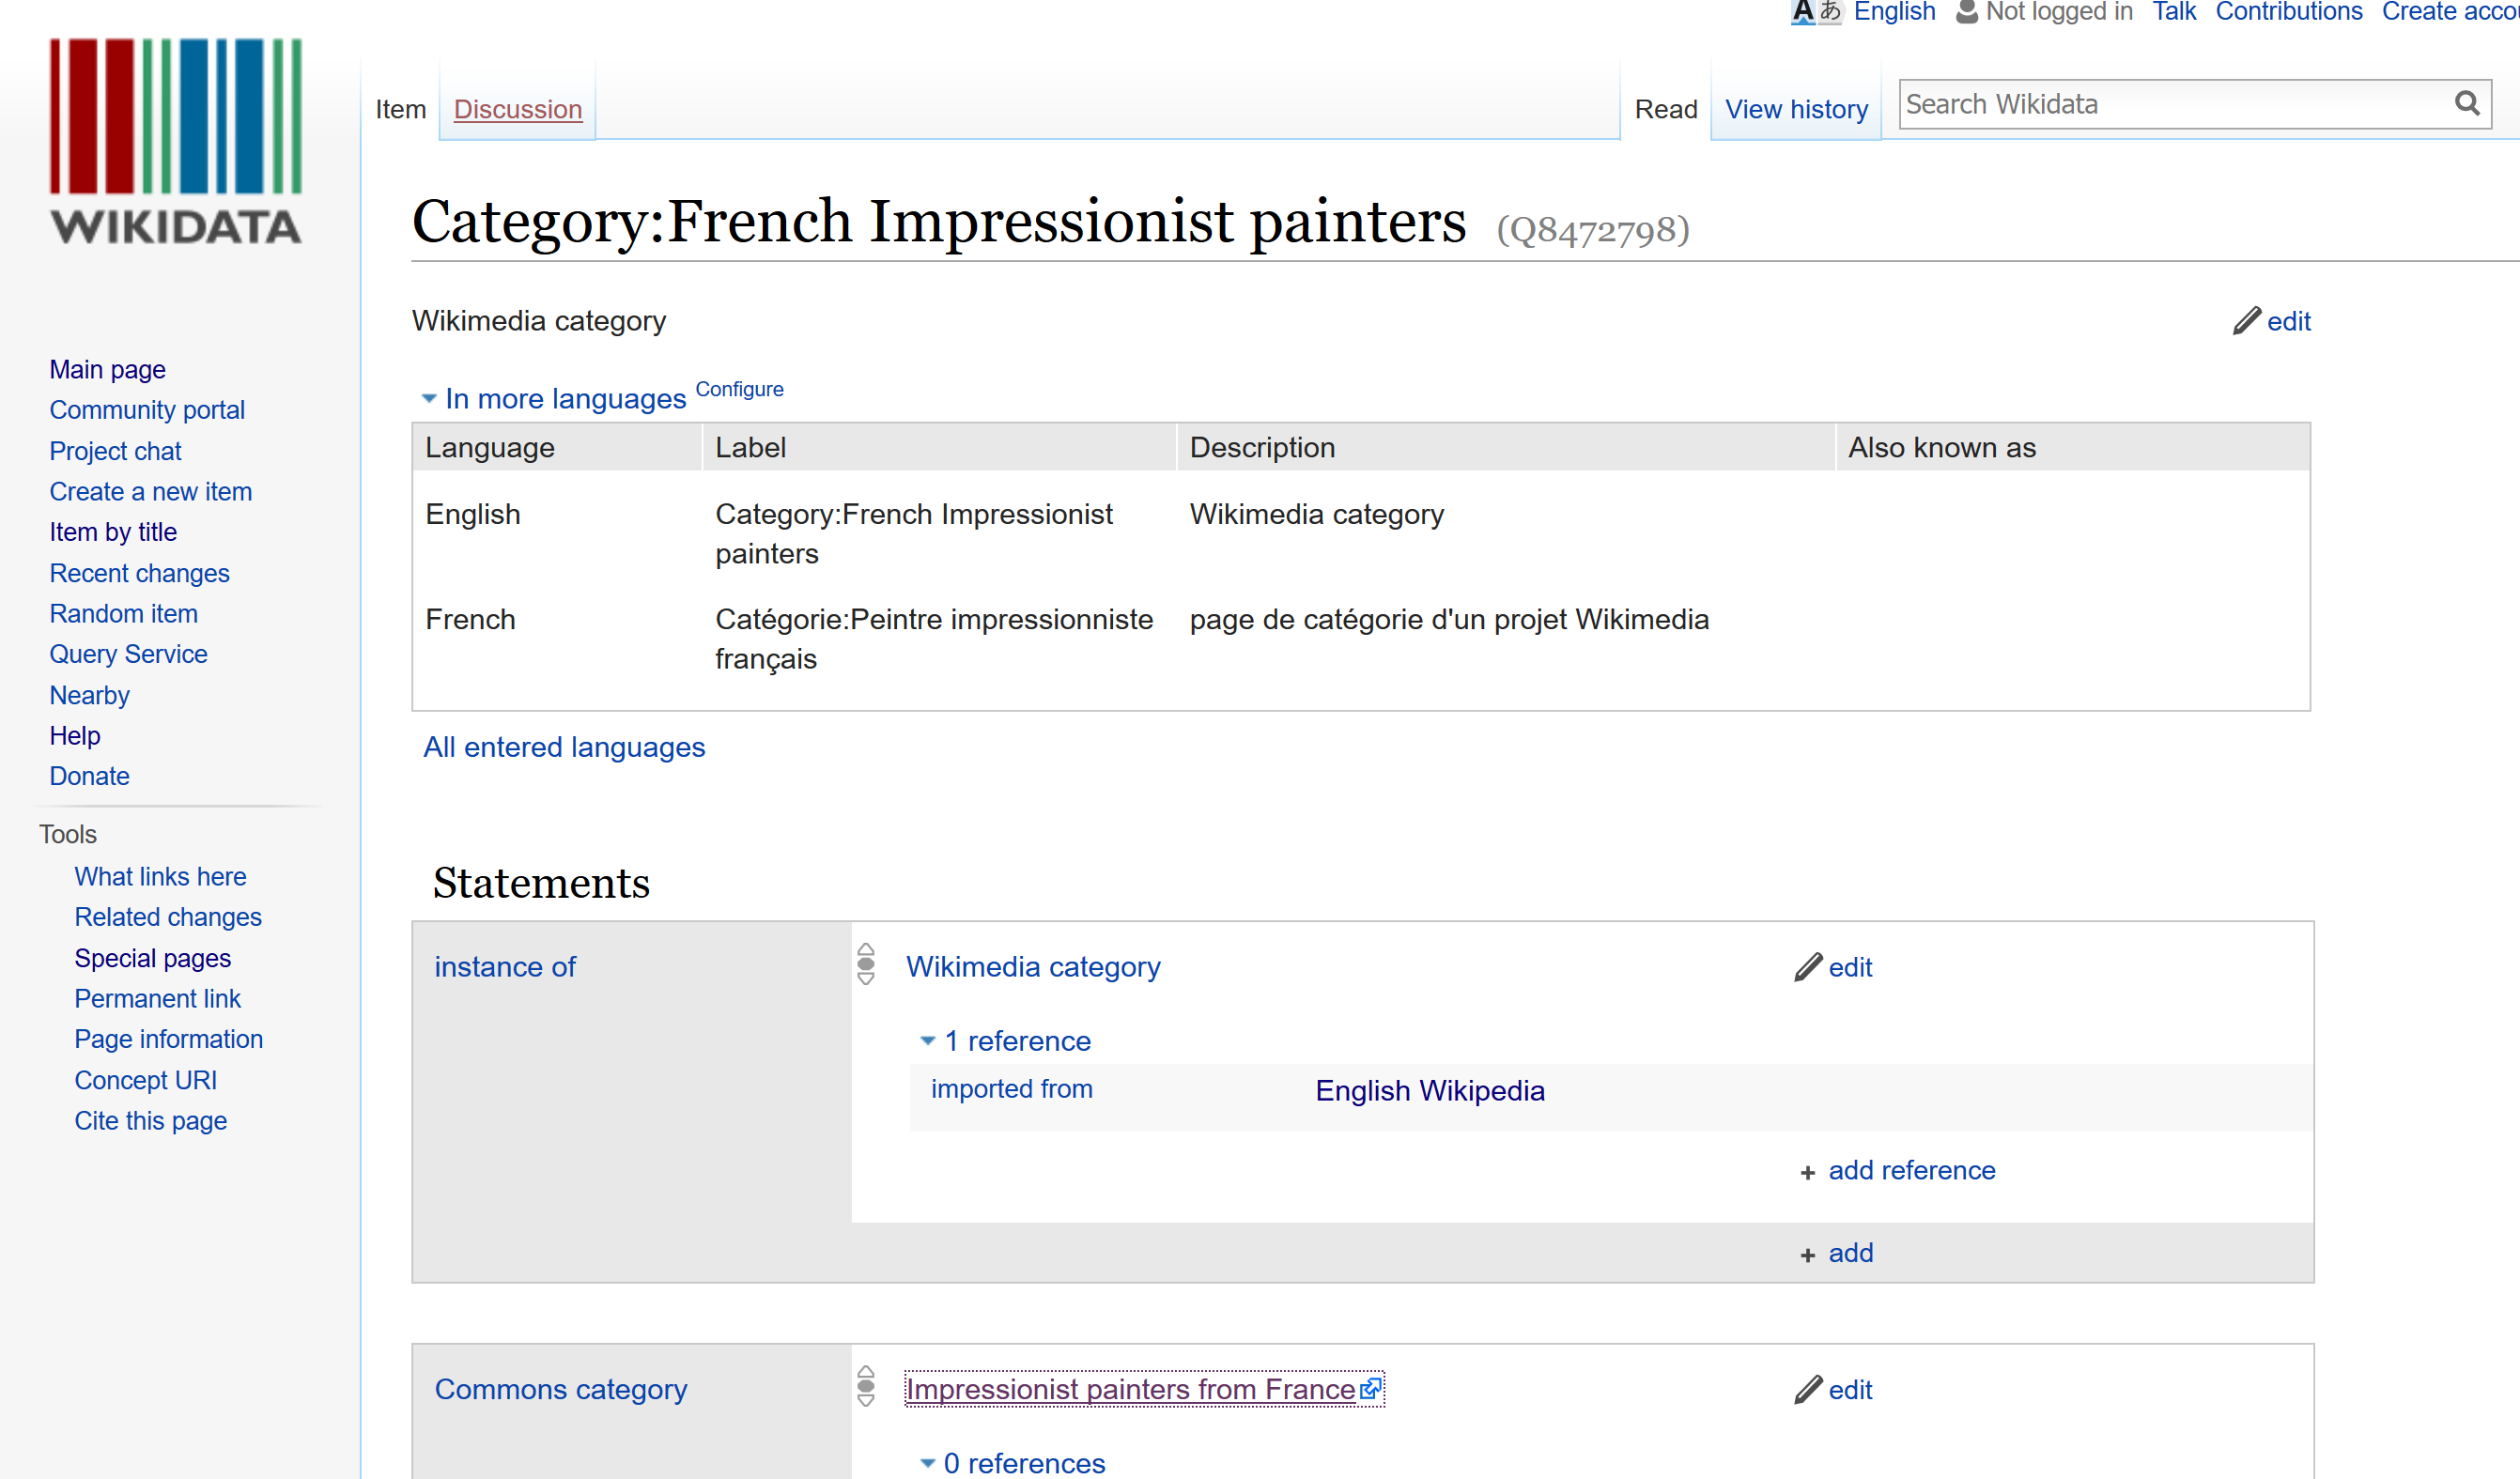 A あ English Not logged in Talk Contributions Create accou
WIKIDATA
Item Discussion Read View history Search Wikidata
Category:French Impressionist painters (Q8472798)
Wikimedia category edit
In more languages Configure
Language Label Description Also known as
English Category:French Impressionist painters Wikimedia category
French Catégorie:Peintre impressionniste français page de catégorie d'un projet Wikimedia
All entered languages
Main page
Community portal
Project chat
Create a new item
Item by title
Recent changes
Random item
Query Service
Nearby
Help
Donate
Tools
What links here
Related changes
Special pages
Permanent link
Page information
Concept URI
Cite this page
Statements
instance of Wikimedia category edit
1 reference
imported from English Wikipedia
+ add reference
+ add
Commons category Impressionist painters from France edit
0 references